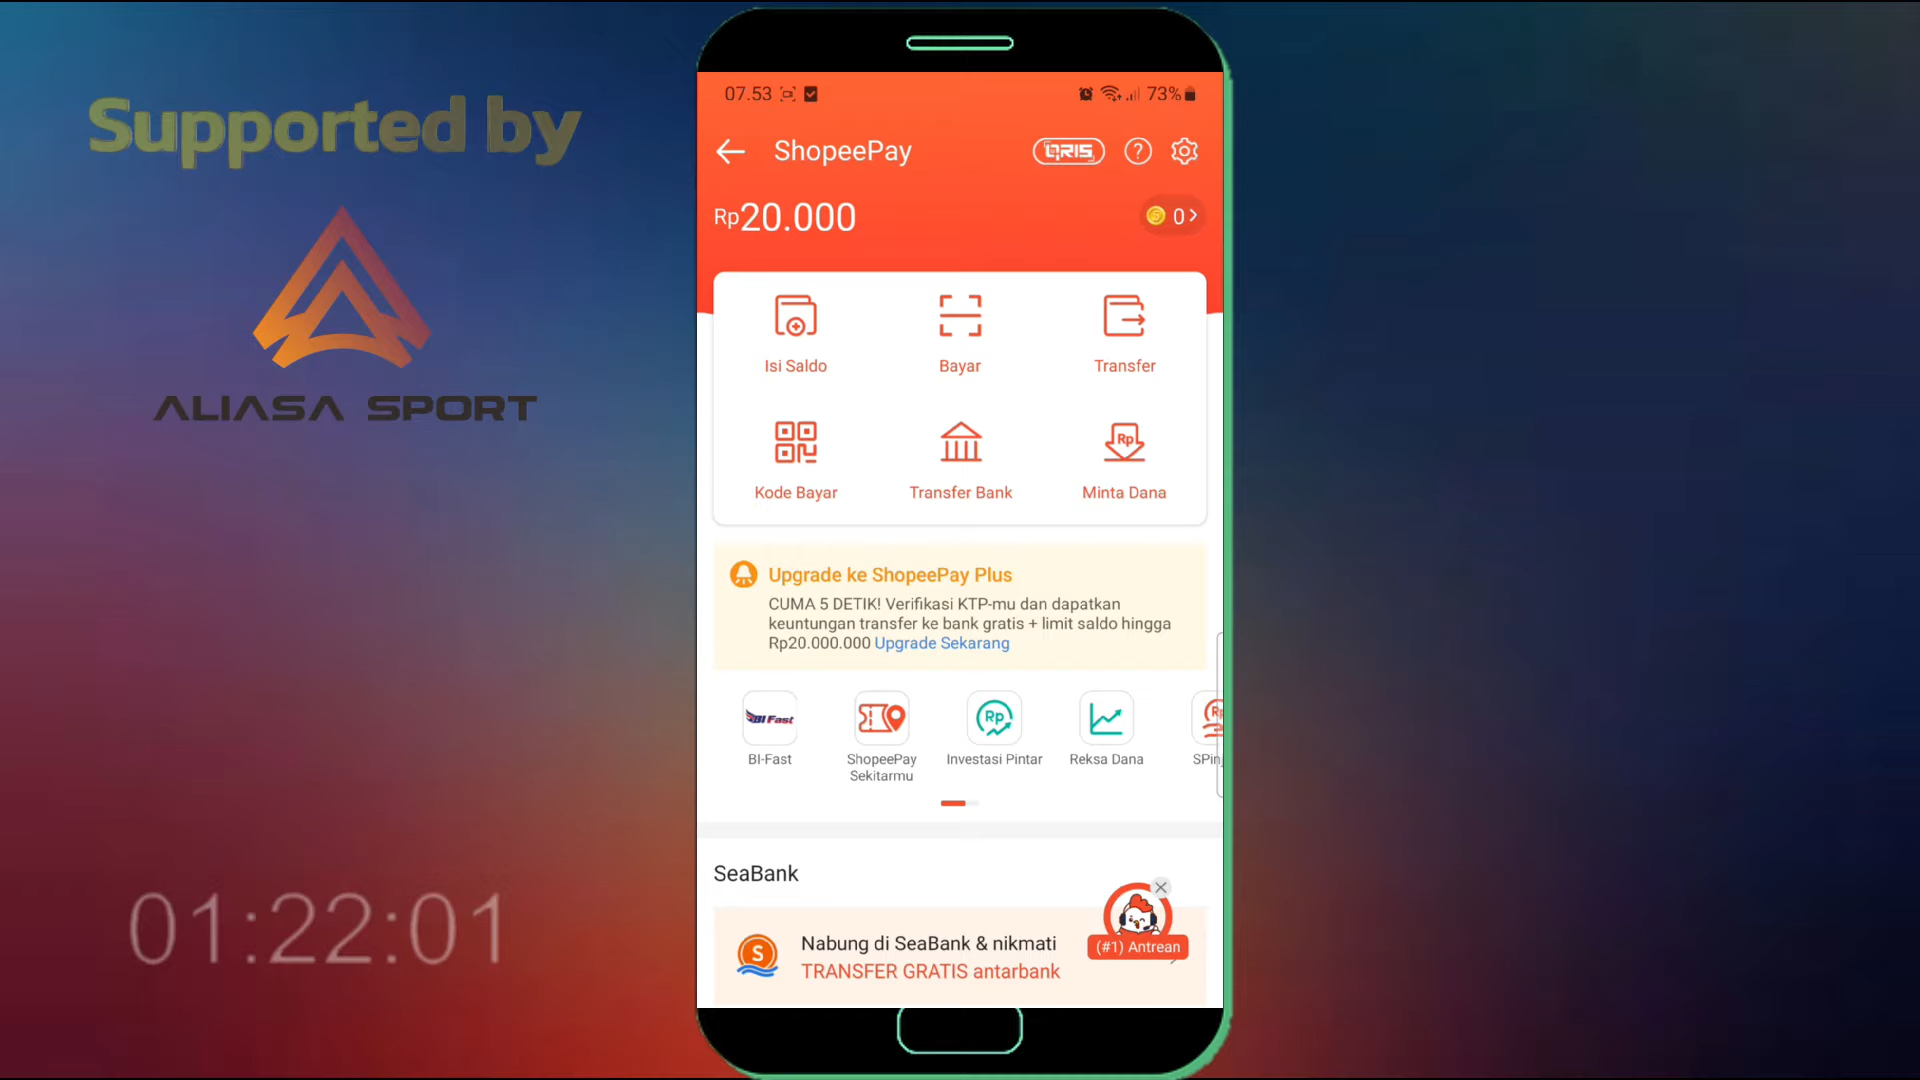 Supported by
ALIASA SPORT
01:22:01
07.53
73%
ShopeePay
QRIS
?
Rp20.000
0
Isi Saldo
Bayar
Transfer
Kode Bayar
Transfer Bank
Rp
Minta Dana
Upgrade ke ShopeePay Plus
CUMA 5 DETIK! Verifikasi KTP-mu dan dapatkan
keuntungan transfer ke bank gratis + limit saldo hingga
Rp20.000.000 Upgrade Sekarang
BI Fast
Rp
BI-Fast
ShopeePay
Sekitarmu
Investasi Pintar
Reksa Dana
SPinj
SeaBank
S
Nabung di SeaBank & nikmati
TRANSFER GRATIS antarbank
(#1) Antrean